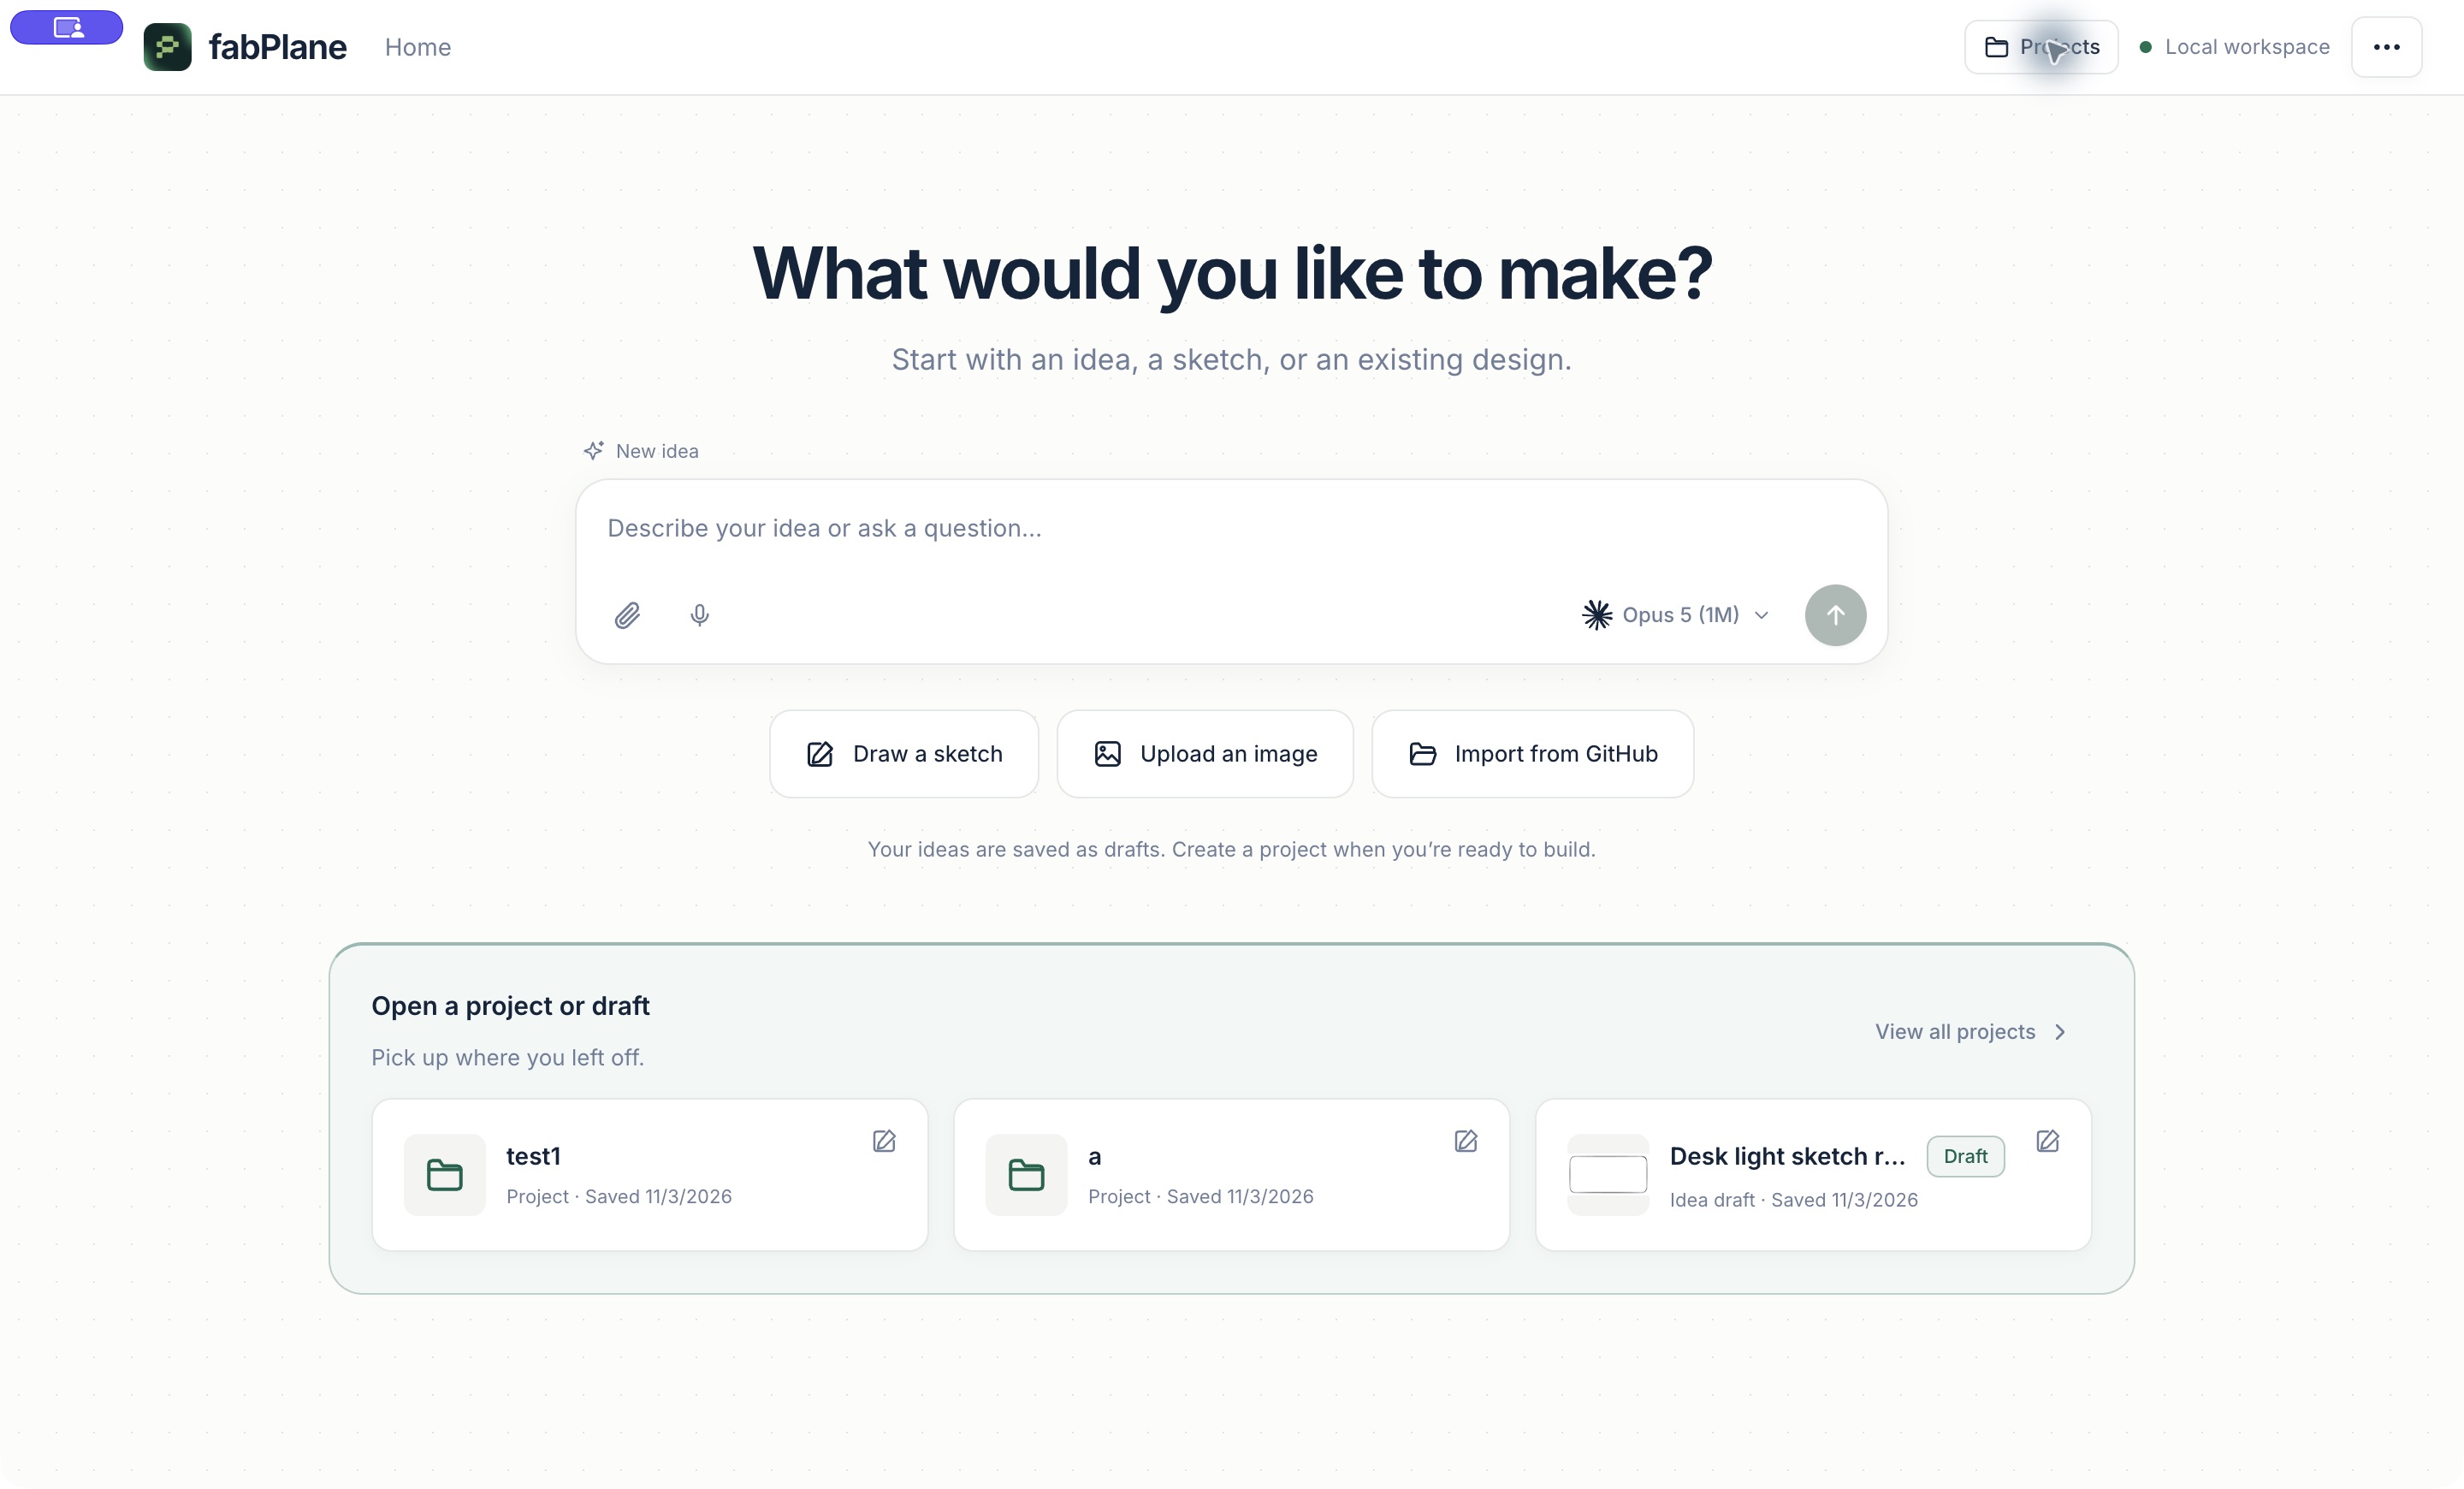 fabPlane
Home
Projects
Local workspace
What would you like to make?
Start with an idea, a sketch, or an existing design.
New idea
Describe your idea or ask a question...
Opus 5 (1M)
Draw a sketch
Upload an image
Import from GitHub
Your ideas are saved as drafts. Create a project when you’re ready to build.
Open a project or draft
Pick up where you left off.
View all projects
test1
Project · Saved 11/3/2026
a
Project · Saved 11/3/2026
Desk light sketch r...
Draft
Idea draft · Saved 11/3/2026